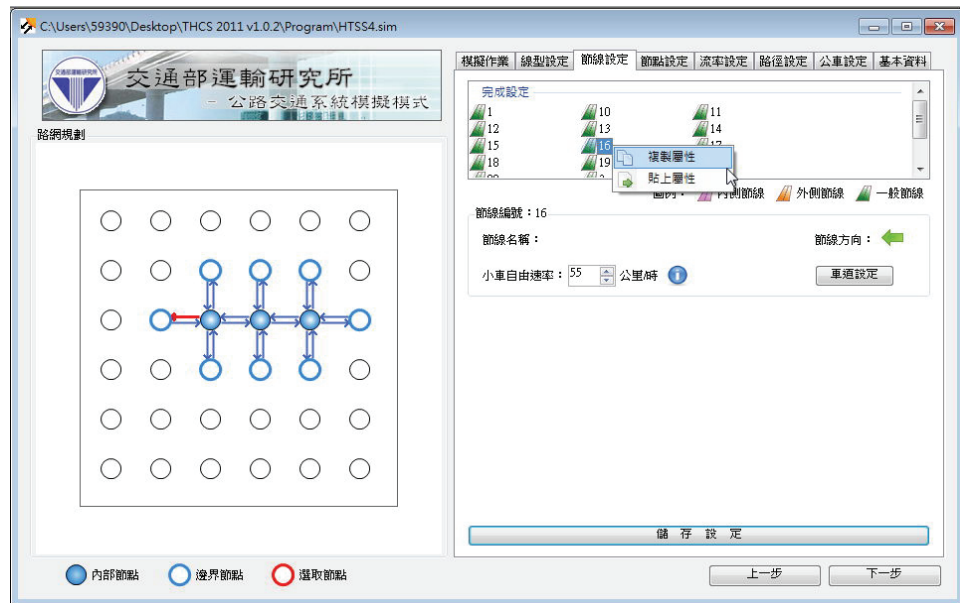 C:\Users\59390\Desktop\THCS 2011 v1.0.2\Program\HTSS4.sim
交通部運輸研究所
- 公路交通系統模擬模式
路網規劃
內部節點 邊界節點 選取節點
模擬作業 線型設定 節線設定 節點設定 流率設定 路徑設定 公車設定 基本資料
完成設定
1 10 11
12 13 14
15 16 17
18 19
複製屬性
貼上屬性
圖例： 內側節線 外側節線 一般節線
節線編號：16
節線名稱： 節線方向：
小車自由速率： 55 公里/時 車道設定
儲 存 設 定
上一步 下一步